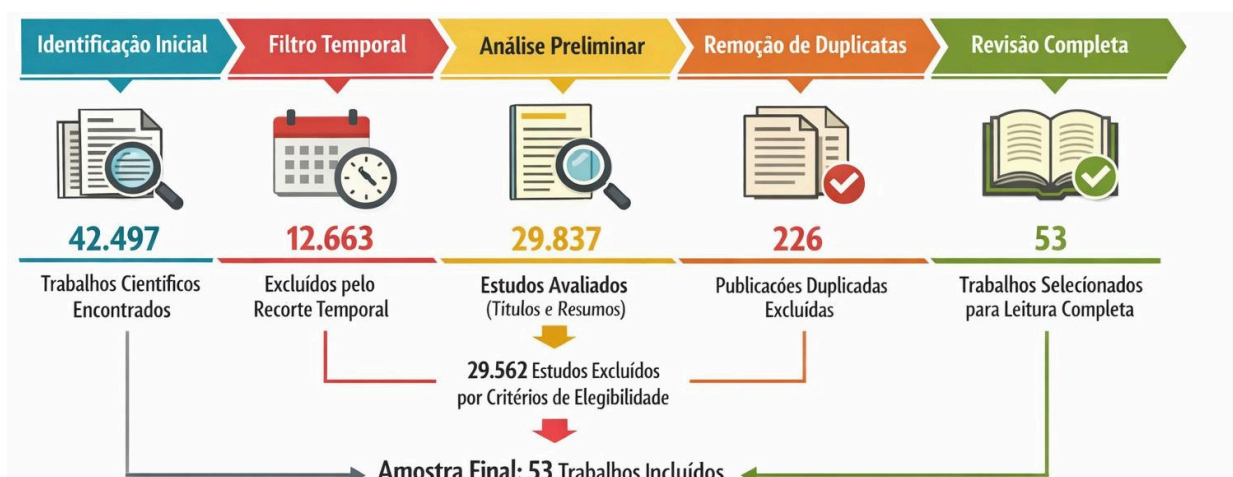 Identificação Inicial
Filtro Temporal
Análise Preliminar
Remoção de Duplicatas
Revisão Completa
42.497
Trabalhos Científicos
Encontrados
12.663
Excluídos pelo
Recorte Temporal
29.837
Estudos Avaliados
(Títulos e Resumos)
226
Publicacóes Duplicadas
Excluídas
53
Trabalhos Selecionados
para Leitura Completa
29.562 Estudos Excluídos
por Critérios de Elegibilidade
Amostra Final: 53 Trabalhos Incluídos